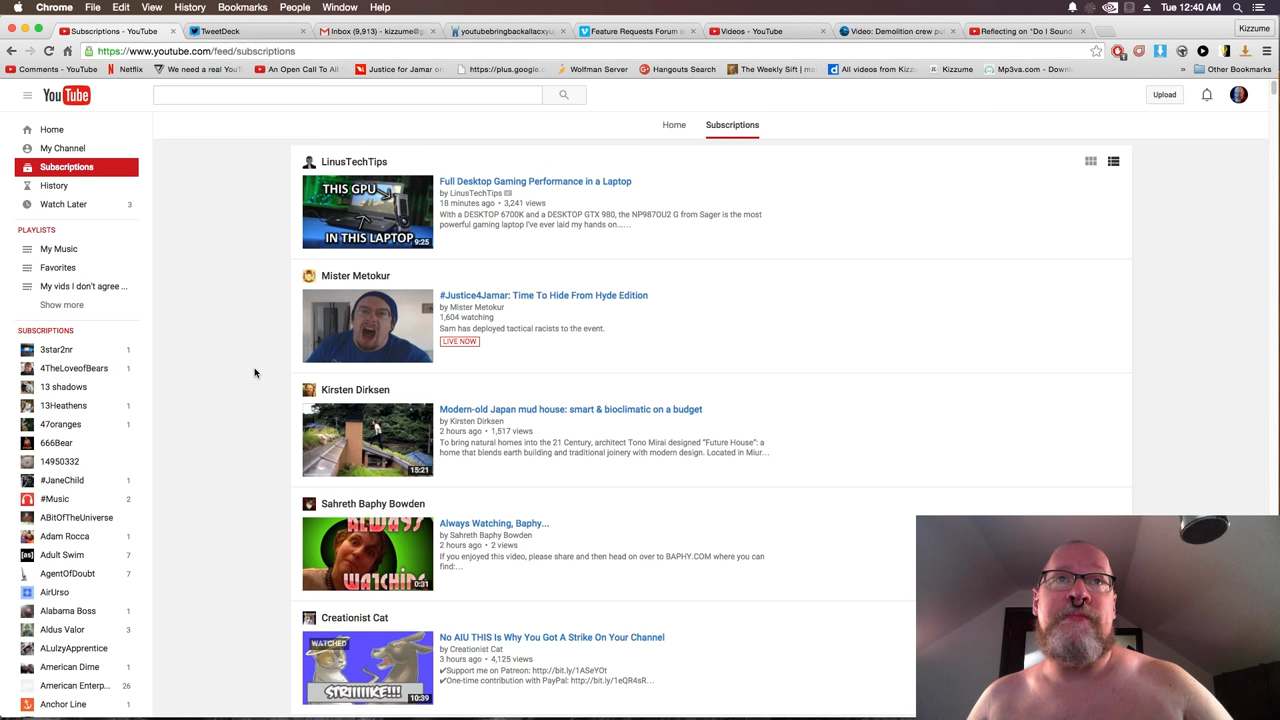 Chrome File Edit View History Bookmarks People Window Help
12:40
Subscriptions - YouTube
TweetDeck
Inbox (9,913) - kizzume@g
youtubebringbackallacxyu
Feature Requests Forum o
Videos - YouTube
Video: Demolition crew pul
Reflecting on "Do I Sound
Kizzume
https://www.youtube.com/feed/subscriptions
Comments - YouTube
Netflix
We need a real YouT
An Open Call To All
Justice for Jamar on
https://plus.google.c
Wolfman Server
Hangouts Search
The Weekly Sift | ma
All videos from Kizz
Kizzume
Mp3va.com - Down
» Other Bookmarks
YouTube
Upload
Home
Subscriptions
Home
My Channel
Subscriptions
History
Watch Later 3
PLAYLISTS
My Music
Favorites
My vids I don't agree ...
Show more
SUBSCRIPTIONS
3star2nr 1
4TheLoveofBears 1
13 shadows
13Heathens 1
47oranges 1
666Bear
14950332
#JaneChild 1
#Music 2
ABitOfTheUniverse
Adam Rocca 1
Adult Swim 7
AgentOfDoubt 7
AirUrso
Alabama Boss 1
Aldus Valor 3
ALulzyApprentice
American Dime 1
American Enterp... 26
Anchor Line 1
LinusTechTips
THIS GPU
IN THIS LAPTOP
9:25
Full Desktop Gaming Performance in a Laptop
by LinusTechTips
18 minutes ago • 3,241 views
With a DESKTOP 6700K and a DESKTOP GTX 980, the NP987OU2 G from Sager is the most
powerful gaming laptop I've ever laid my hands on......
Mister Metokur
#Justice4Jamar: Time To Hide From Hyde Edition
by Mister Metokur
1,604 watching
Sam has deployed tactical racists to the event.
LIVE NOW
Kirsten Dirksen
15:21
Modern-old Japan mud house: smart & bioclimatic on a budget
by Kirsten Dirksen
2 hours ago • 1,517 views
To bring natural homes into the 21 Century, architect Tono Mirai designed "Future House": a
home that blends earth building and traditional joinery with modern design. Located in Miur...
Sahreth Baphy Bowden
ALWAYS
WATCHING
0:31
Always Watching, Baphy...
by Sahreth Baphy Bowden
2 hours ago • 2 views
If you enjoyed this video, please share and then head on over to BAPHY.COM where you can
find:...
Creationist Cat
WATCHED
STRIIIIKE!!!
10:39
No AIU THIS Is Why You Got A Strike On Your Channel
by Creationist Cat
3 hours ago • 4,125 views
✔Support me on Patreon: http://bit.ly/1ASeYOt
✔One-time contribution with PayPal: http://bit.ly/1eQR4sR...